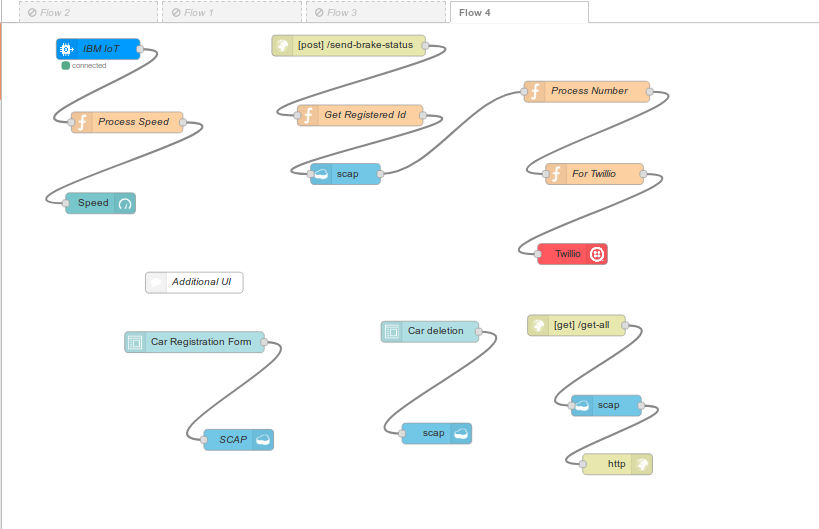 Flow 2
Flow 1
Flow 3
Flow 4
IBM IoT
connected
Process Speed
Speed
[post] /send-brake-status
Get Registered Id
scap
Process Number
For Twillio
Twillio
Additional UI
Car Registration Form
SCAP
Car deletion
scap
[get] /get-all
scap
http